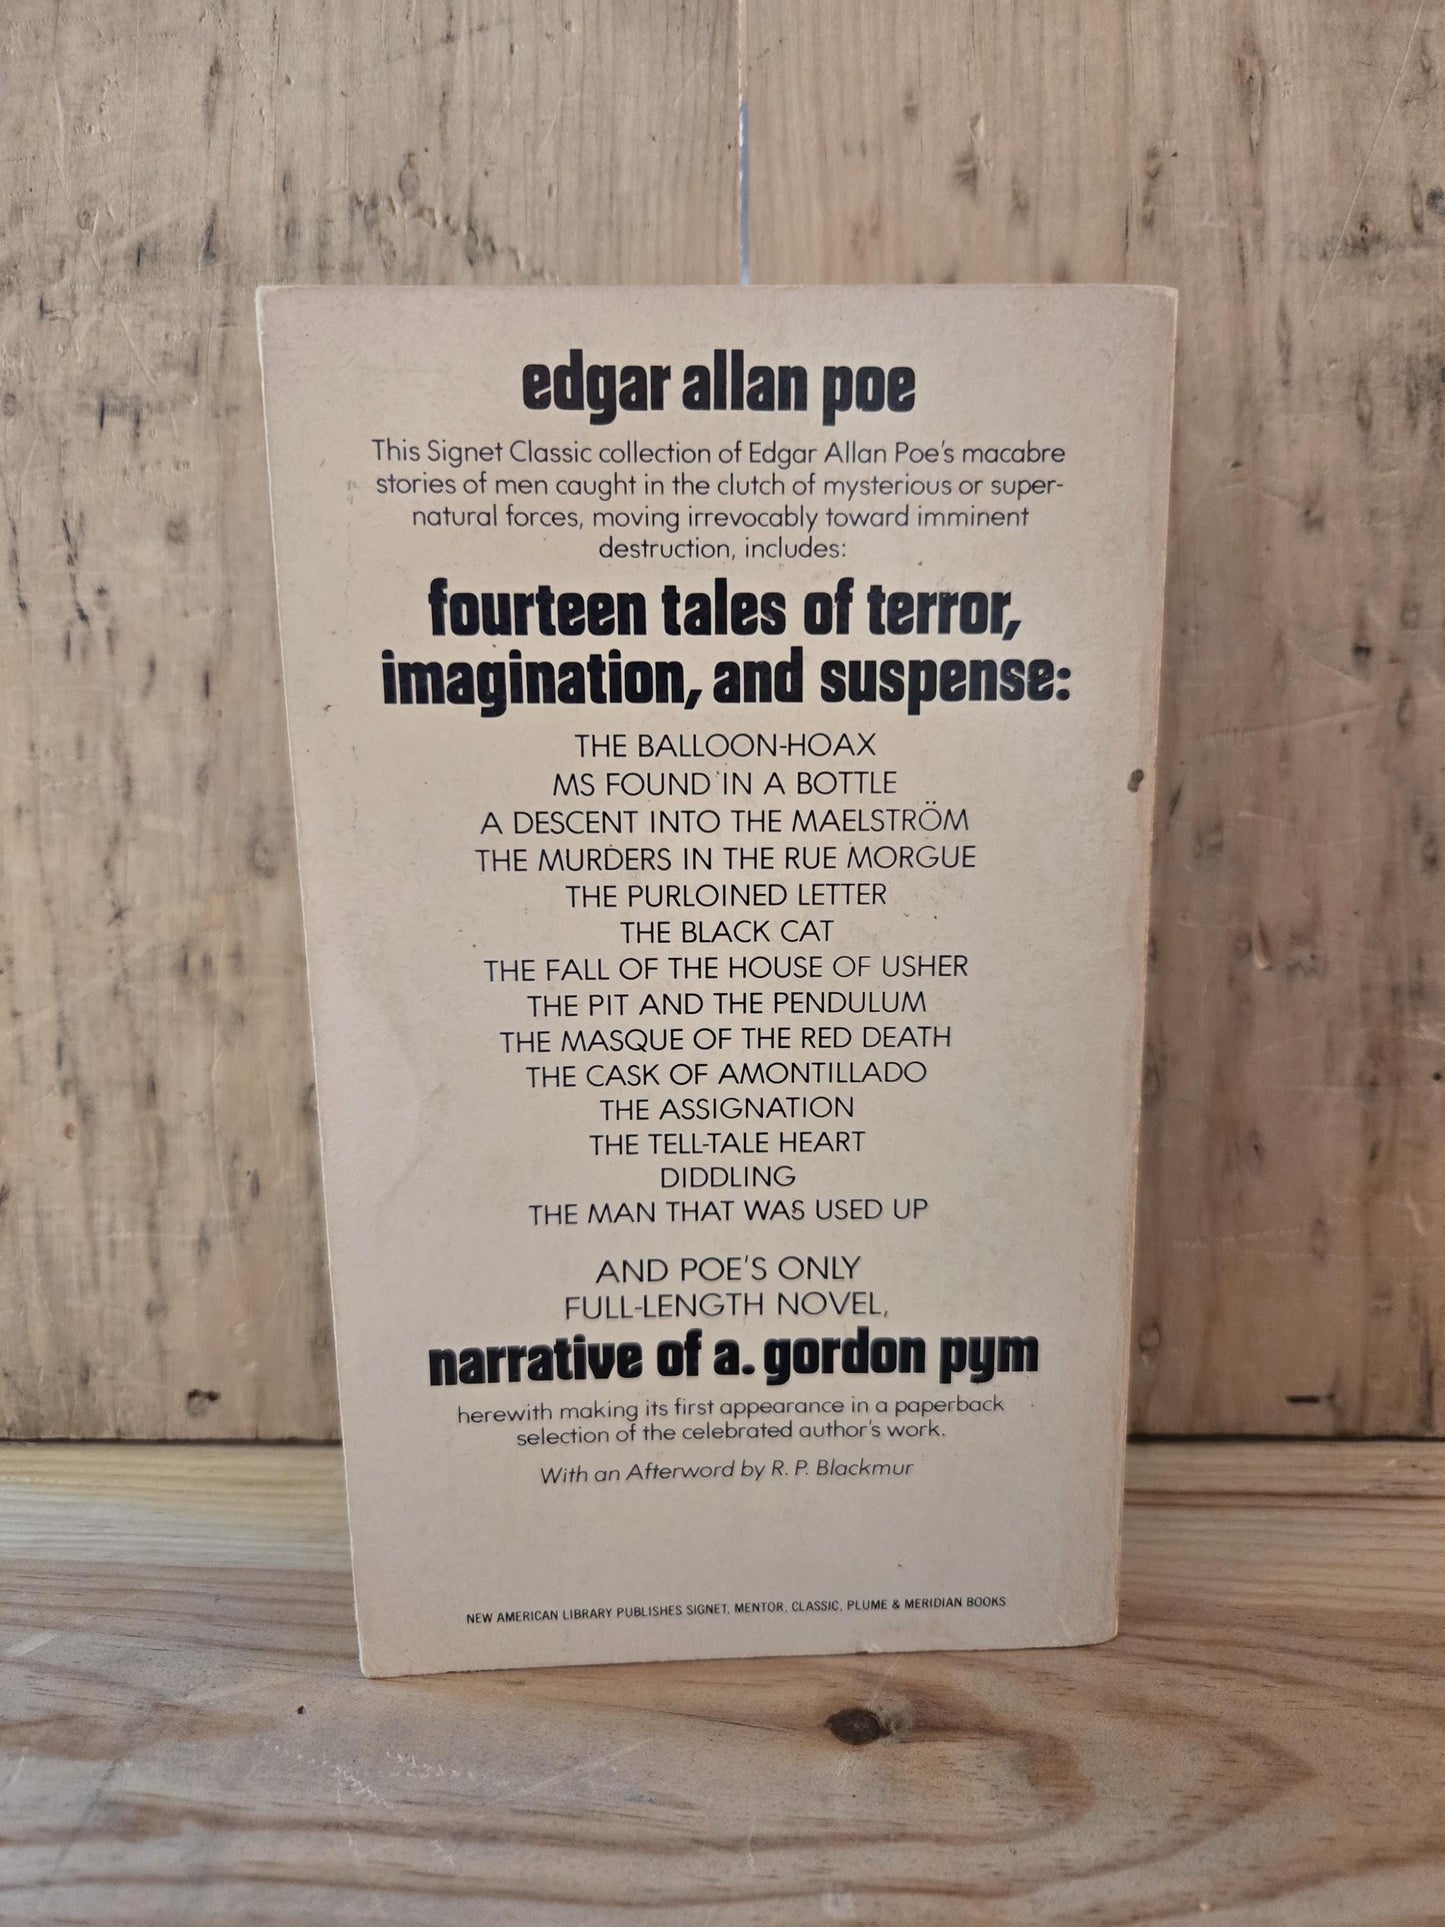 edgar allan poe
This Signet Classic collection of Edgar Allan Poe's macabre
stories of men caught in the clutch of mysterious or super-
natural forces, moving irrevocably toward imminent
destruction, includes:
fourteen tales of terror,
imagination, and suspense:
THE BALLOON-HOAX
MS FOUND IN A BOTTLE
A DESCENT INTO THE MAELSTRÖM
THE MURDERS IN THE RUE MORGUE
THE PURLOINED LETTER
THE BLACK CAT
THE FALL OF THE HOUSE OF USHER
THE PIT AND THE PENDULUM
THE MASQUE OF THE RED DEATH
THE CASK OF AMONTILLADO
THE ASSIGNATION
THE TELL-TALE HEART
DIDDLING
THE MAN THAT WAS USED UP
AND POE'S ONLY
FULL-LENGTH NOVEL,
narrative of a. gordon pym
herewith making its first appearance in a paperback
selection of the celebrated author's work.
With an Afterword by R. P. Blackmur
NEW AMERICAN LIBRARY PUBLISHES SIGNET, MENTOR, CLASSIC, PLUME & MERIDIAN BOOKS